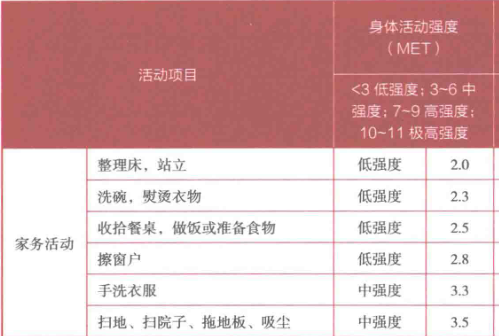 活动项目
身体活动强度
（MET）
<3 低强度；3~6 中
强度；7~9 高强度；
10~11 极高强度
家务活动
整理床，站立 低强度 2.0
洗碗，熨烫衣物 低强度 2.3
收拾餐桌，做饭或准备食物 低强度 2.5
擦窗户 低强度 2.8
手洗衣服 中强度 3.3
扫地、扫院子、拖地板、吸尘 中强度 3.5